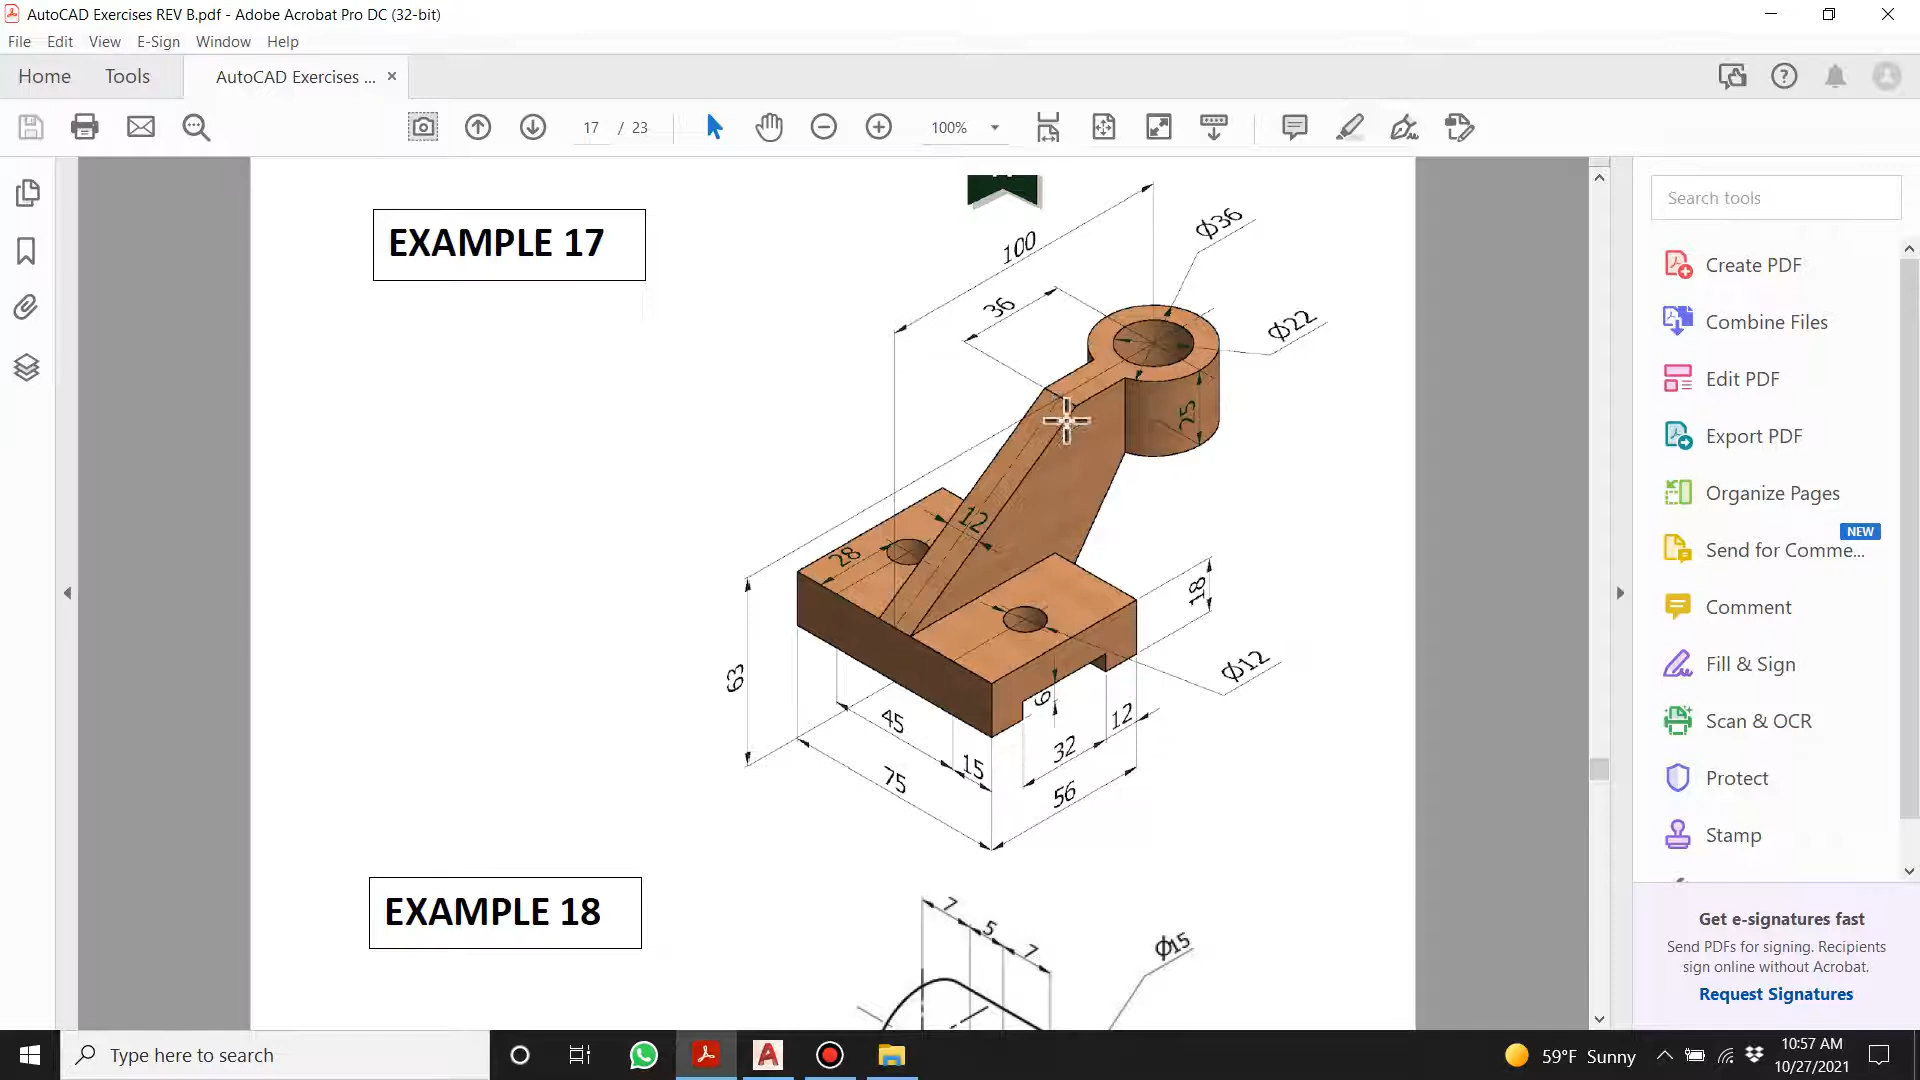 AutoCAD Exercises REV B.pdf - Adobe Acrobat Pro DC (32-bit)
File Edit View E-Sign Window Help
Home Tools AutoCAD Exercises ...
17 / 23 100%
EXAMPLE 17
100
36
Φ36
Φ22
25
12
28
18
Φ12
63
6
45
15
75
12
32
56
EXAMPLE 18
7
5
7
Φ15
Search tools
Create PDF
Combine Files
Edit PDF
Export PDF
Organize Pages
NEW
Send for Comme...
Comment
Fill & Sign
Scan & OCR
Protect
Stamp
Get e-signatures fast
Send PDFs for signing. Recipients
sign online without Acrobat.
Request Signatures
Type here to search
59°F Sunny
10:57 AM
10/27/2021